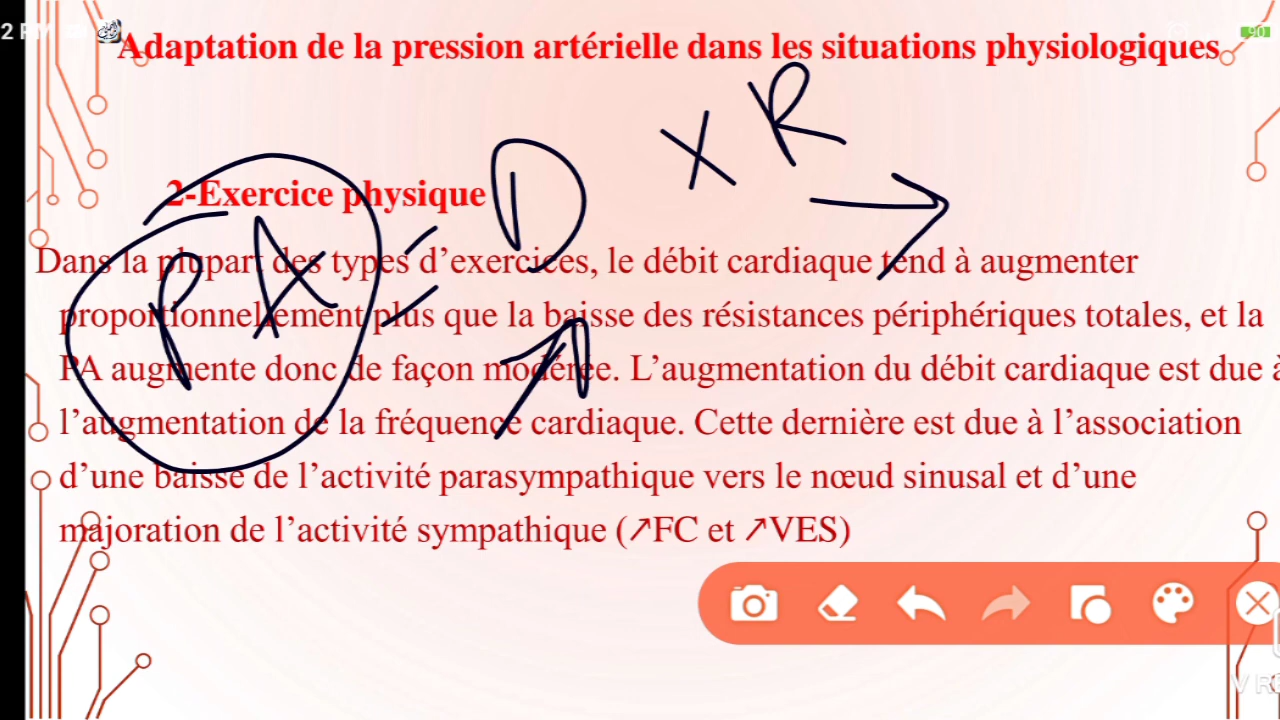 2 PM
90
Adaptation de la pression artérielle dans les situations physiologiques
2-Exercice physique
PA = D × R
Dans la plupart des types d’exercices, le débit cardiaque tend à augmenter
proportionnellement plus que la baisse des résistances périphériques totales, et la
PA augmente donc de façon modérée. L’augmentation du débit cardiaque est due à
l’augmentation de la fréquence cardiaque. Cette dernière est due à l’association
d’une baisse de l’activité parasympathique vers le nœud sinusal et d’une
majoration de l’activité sympathique (↗FC et ↗VES)